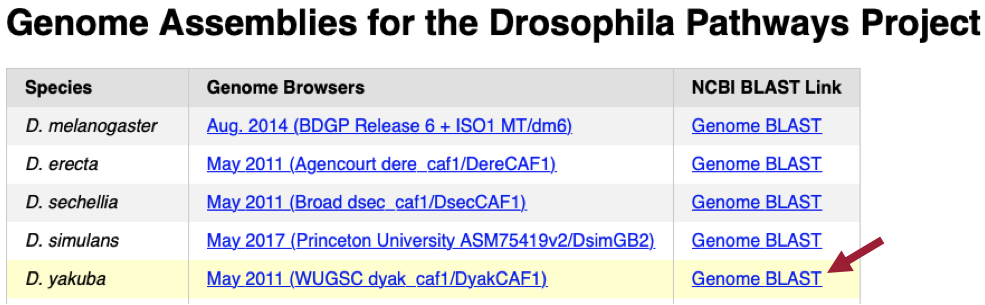 Genome Assemblies for the Drosophila Pathways Project
Species Genome Browsers NCBI BLAST Link
D. melanogaster Aug. 2014 (BDGP Release 6 + ISO1 MT/dm6) Genome BLAST
D. erecta May 2011 (Agencourt dere_caf1/DereCAF1) Genome BLAST
D. sechellia May 2011 (Broad dsec_caf1/DsecCAF1) Genome BLAST
D. simulans May 2017 (Princeton University ASM75419v2/DsimGB2) Genome BLAST
D. yakuba May 2011 (WUGSC dyak_caf1/DyakCAF1) Genome BLAST